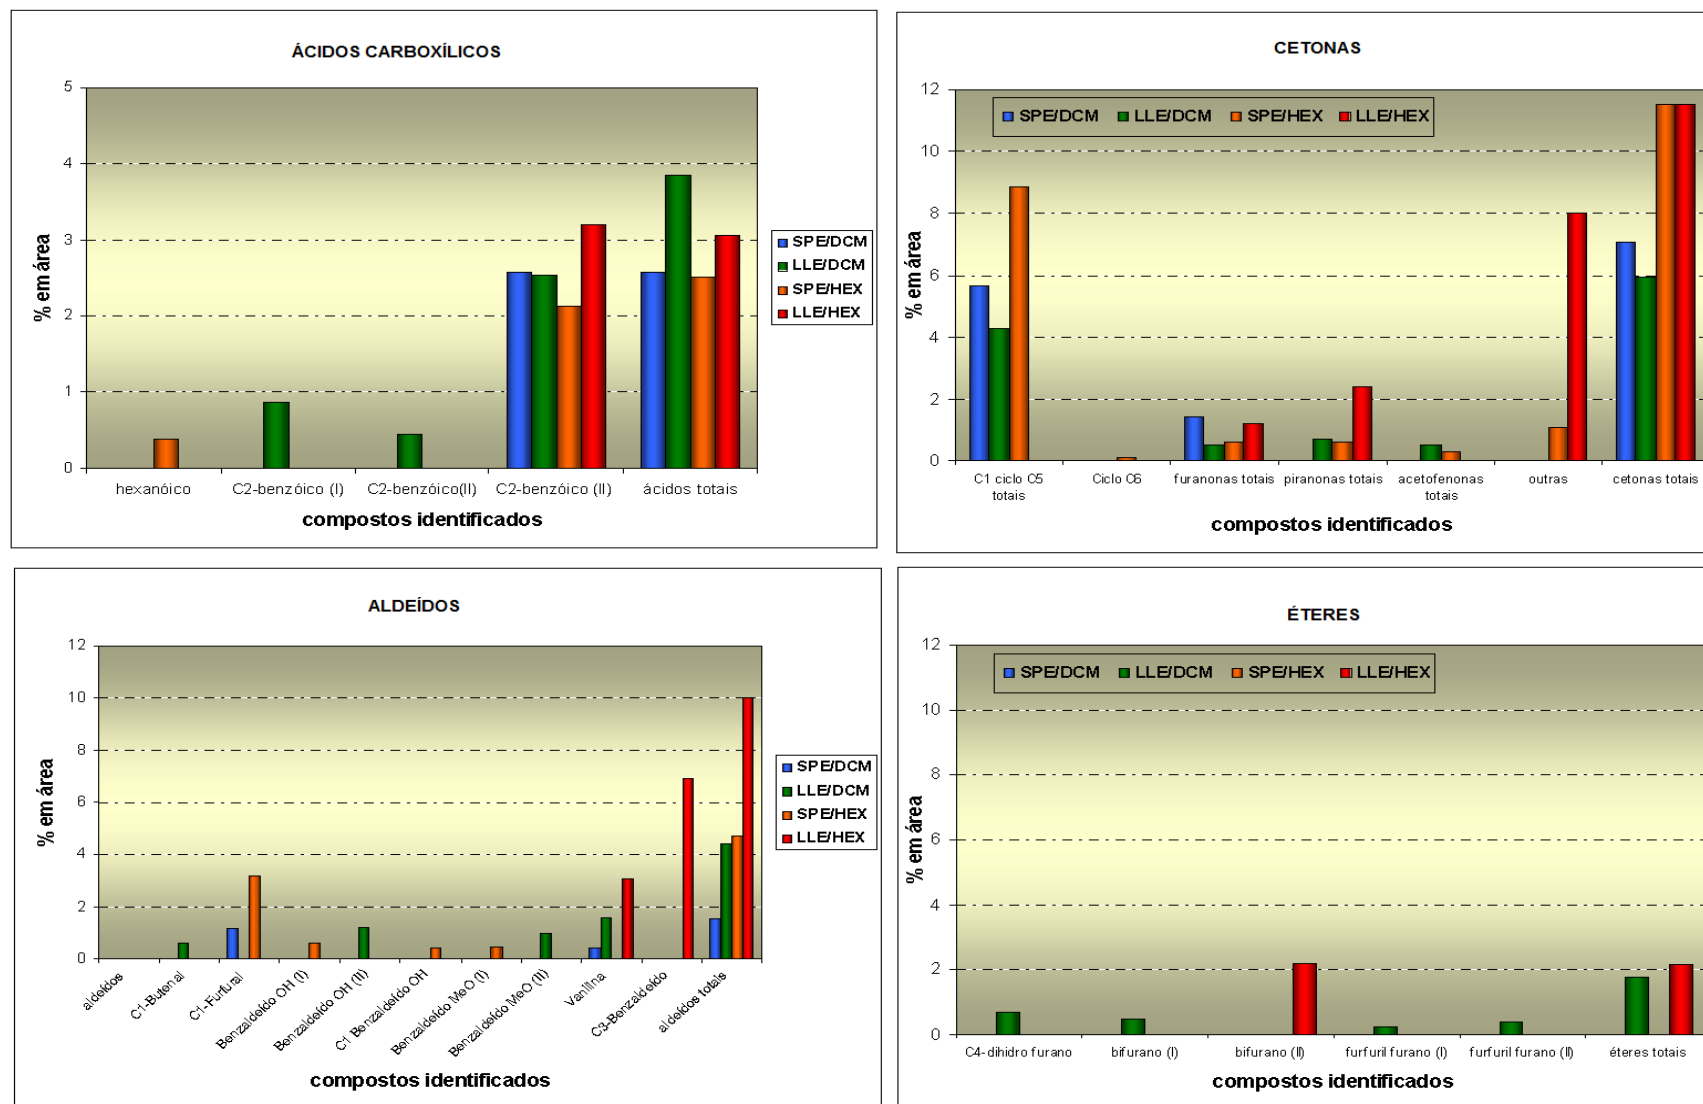 ÁCIDOS CARBOXÍLICOS
5
4
3
2
1
0
% em área
hexanóico
C2-benzóico (I)
C2-benzóico(II)
C2-benzóico (II)
ácidos totais
compostos identificados
SPE/DCM
LLE/DCM
SPE/HEX
LLE/HEX
CETONAS
SPE/DCM LLE/DCM SPE/HEX LLE/HEX
12
10
8
6
4
2
0
% em área
C1 ciclo C5 totais
Ciclo C6
furanonas totais
piranonas totais
acetofenonas totais
outras
cetonas totais
compostos identificados
ALDEÍDOS
12
10
8
6
4
2
0
% em área
aldeídos
C1-Butenal
C1-Furfural
Benzaldeído OH (I)
Benzaldeído OH (II)
C1 Benzaldeído OH
Benzaldeído MeO (I)
Benzaldeído MeO (II)
Vanilina
C3-Benzaldeído
aldeídos totais
compostos identificados
SPE/DCM
LLE/DCM
SPE/HEX
LLE/HEX
ÉTERES
SPE/DCM LLE/DCM SPE/HEX LLE/HEX
12
10
8
6
4
2
0
% em área
C4-dihidro furano
bifurano (I)
bifurano (II)
furfuril furano (I)
furfuril furano (II)
éteres totais
compostos identificados